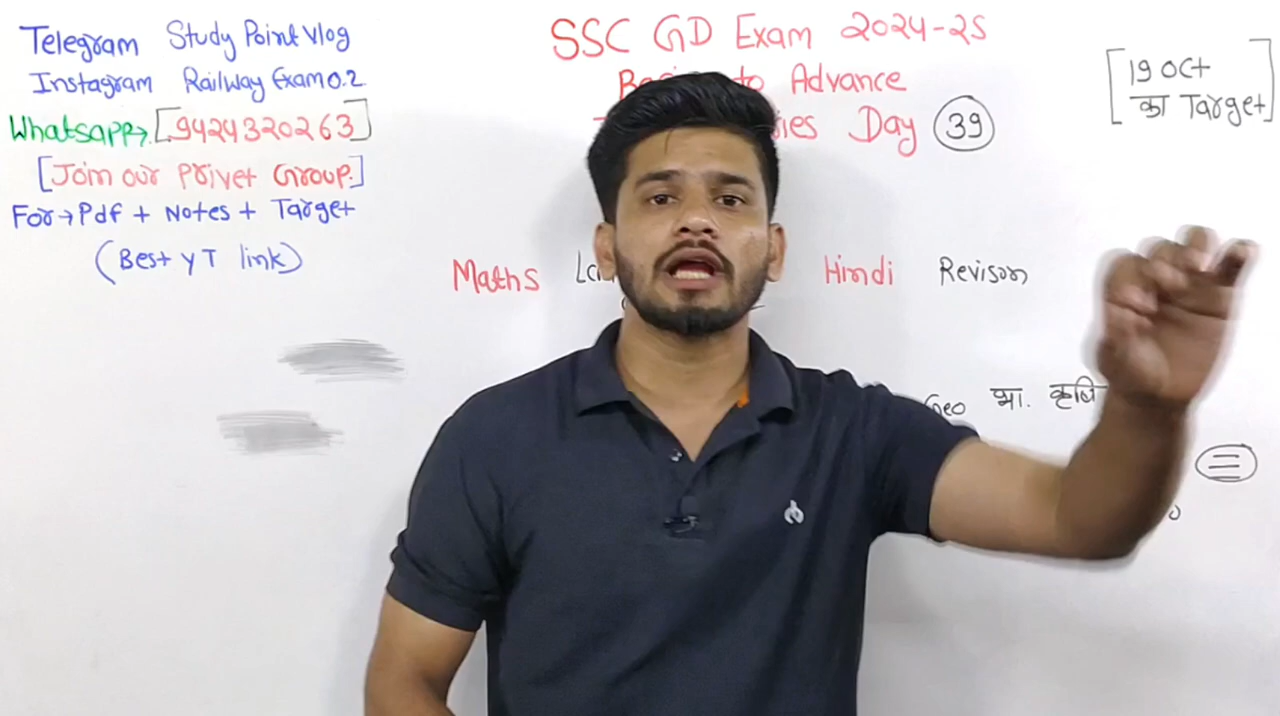 Telegram Study Point Vlog
Instagram Railway Exam 0.2
Whatsapp → [9424320263]
[Join our Privet Group.]
For → Pdf + Notes + Target
(Best YT link)
SSC GD Exam 2024-25
to Advance
Day 39
[19 Oct
का Target]
Maths Hindi Revison
Geo भा. कृषि